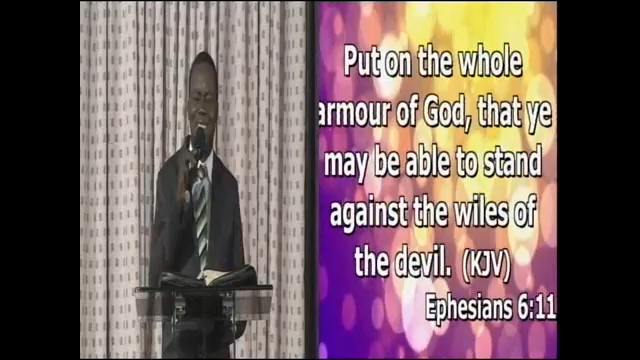 Put on the whole
armour of God, that ye
may be able to stand
against the wiles of
the devil. (KJV)
Ephesians 6:11